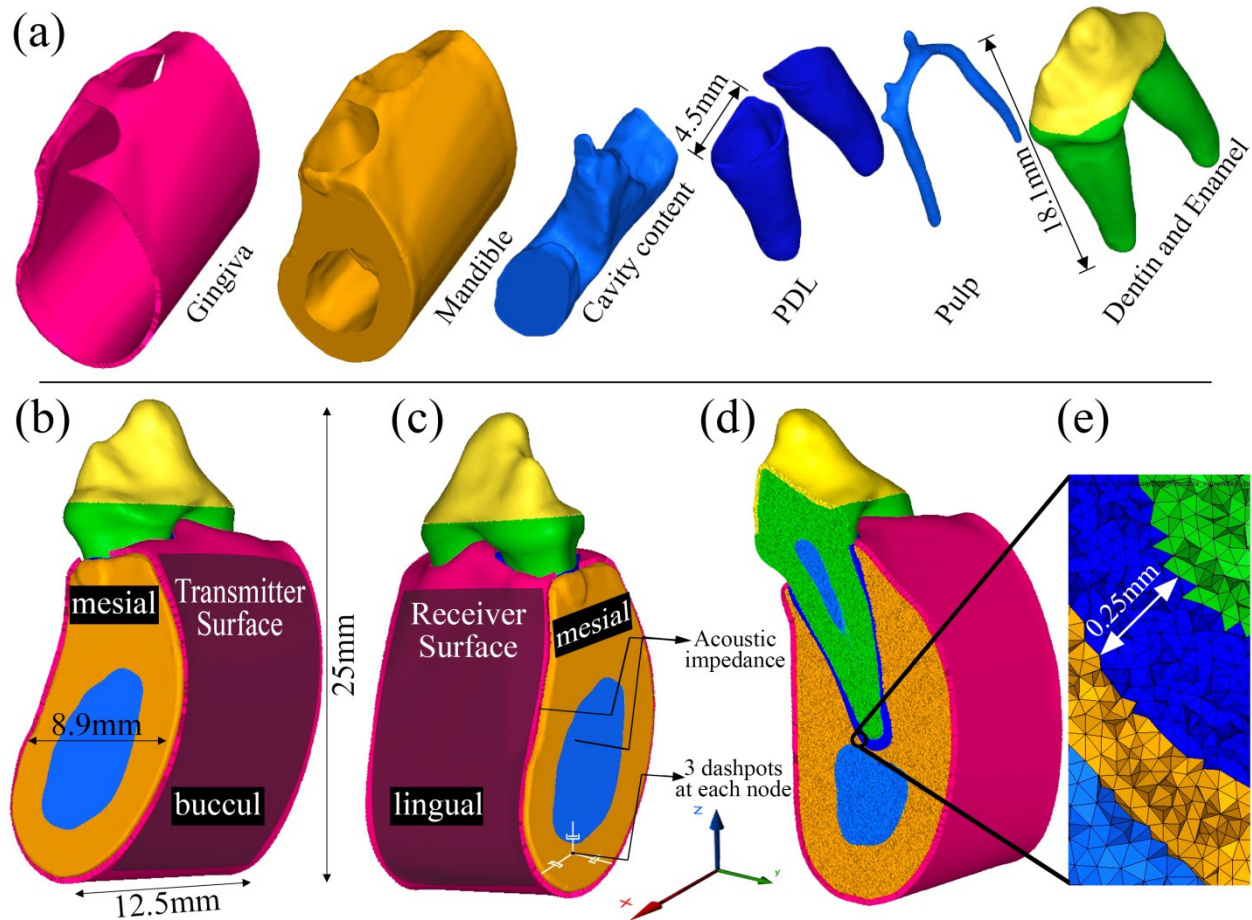 (a)
Gingiva
Mandible
Cavity content
4.5mm
PDL
Pulp
18.1mm
Dentin and Enamel
(b)
mesial
Transmitter
Surface
8.9mm
buccul
12.5mm
25mm
(c)
Receiver
Surface
mesial
lingual
Acoustic
impedance
3 dashpots
at each node
Z
X
y
(d)
(e)
0.25mm